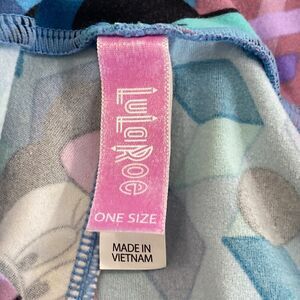 LuLaRoe
ONE SIZE
MADE IN
VIETNAM